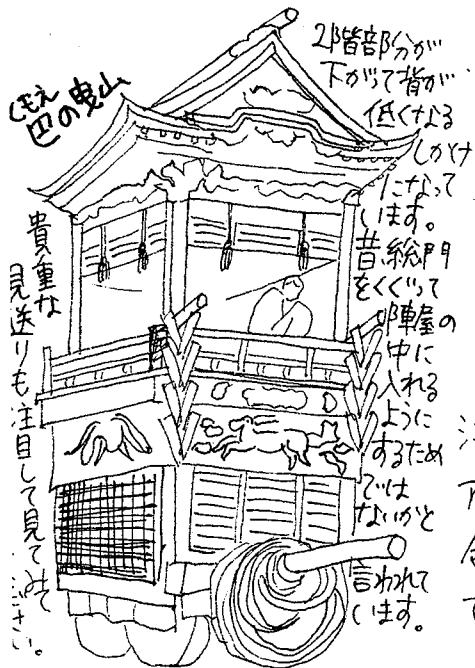 ともえ
巴の曳山
2階部分が
下がって背が
低くなる
しかけ
になって
います。
昔、総門
をくぐって
陣屋の
中に
入れる
ように
するため
では
ないかと
言われて
います。
貴重な
見送りも注目して見てみて
ださい。